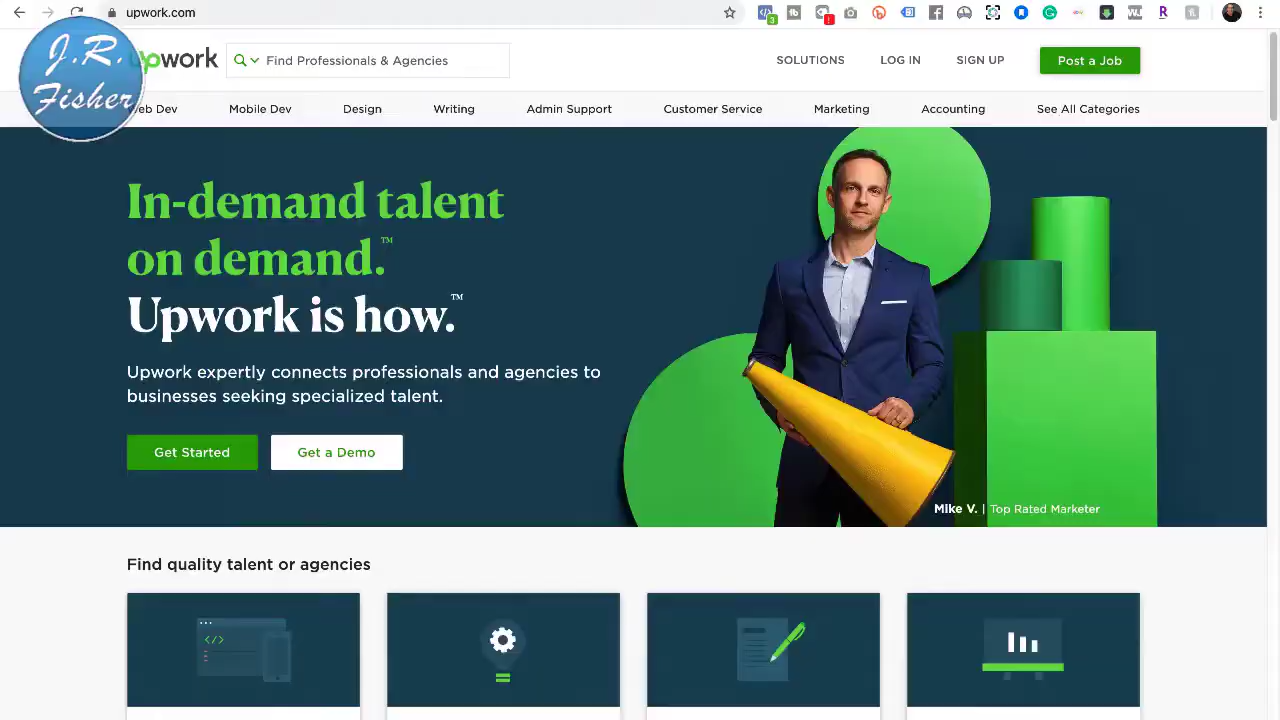 upwork.com
3
J.R.
Fisher
upwork
Find Professionals & Agencies
SOLUTIONS
LOG IN
SIGN UP
Post a Job
eb Dev
Mobile Dev
Design
Writing
Admin Support
Customer Service
Marketing
Accounting
See All Categories
In-demand talent
on demand.™
Upwork is how.™
Upwork expertly connects professionals and agencies to
businesses seeking specialized talent.
Get Started
Get a Demo
Mike V. | Top Rated Marketer
Find quality talent or agencies